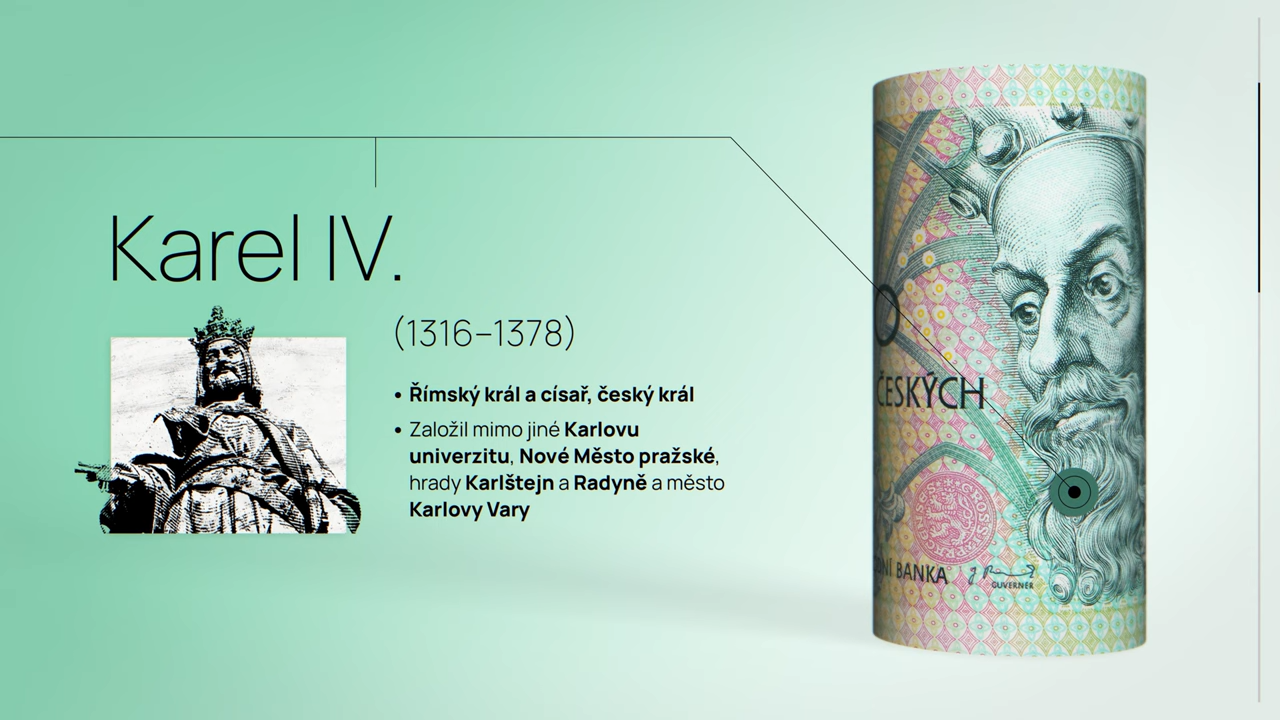 Karel IV.
(1316–1378)
• Římský král a císař, český král
• Založil mimo jiné Karlovu
univerzitu, Nové Město pražské,
hrady Karlštejn a Radyně a město
Karlovy Vary
ČESKÝCH
BANKA
GUVERNÉR